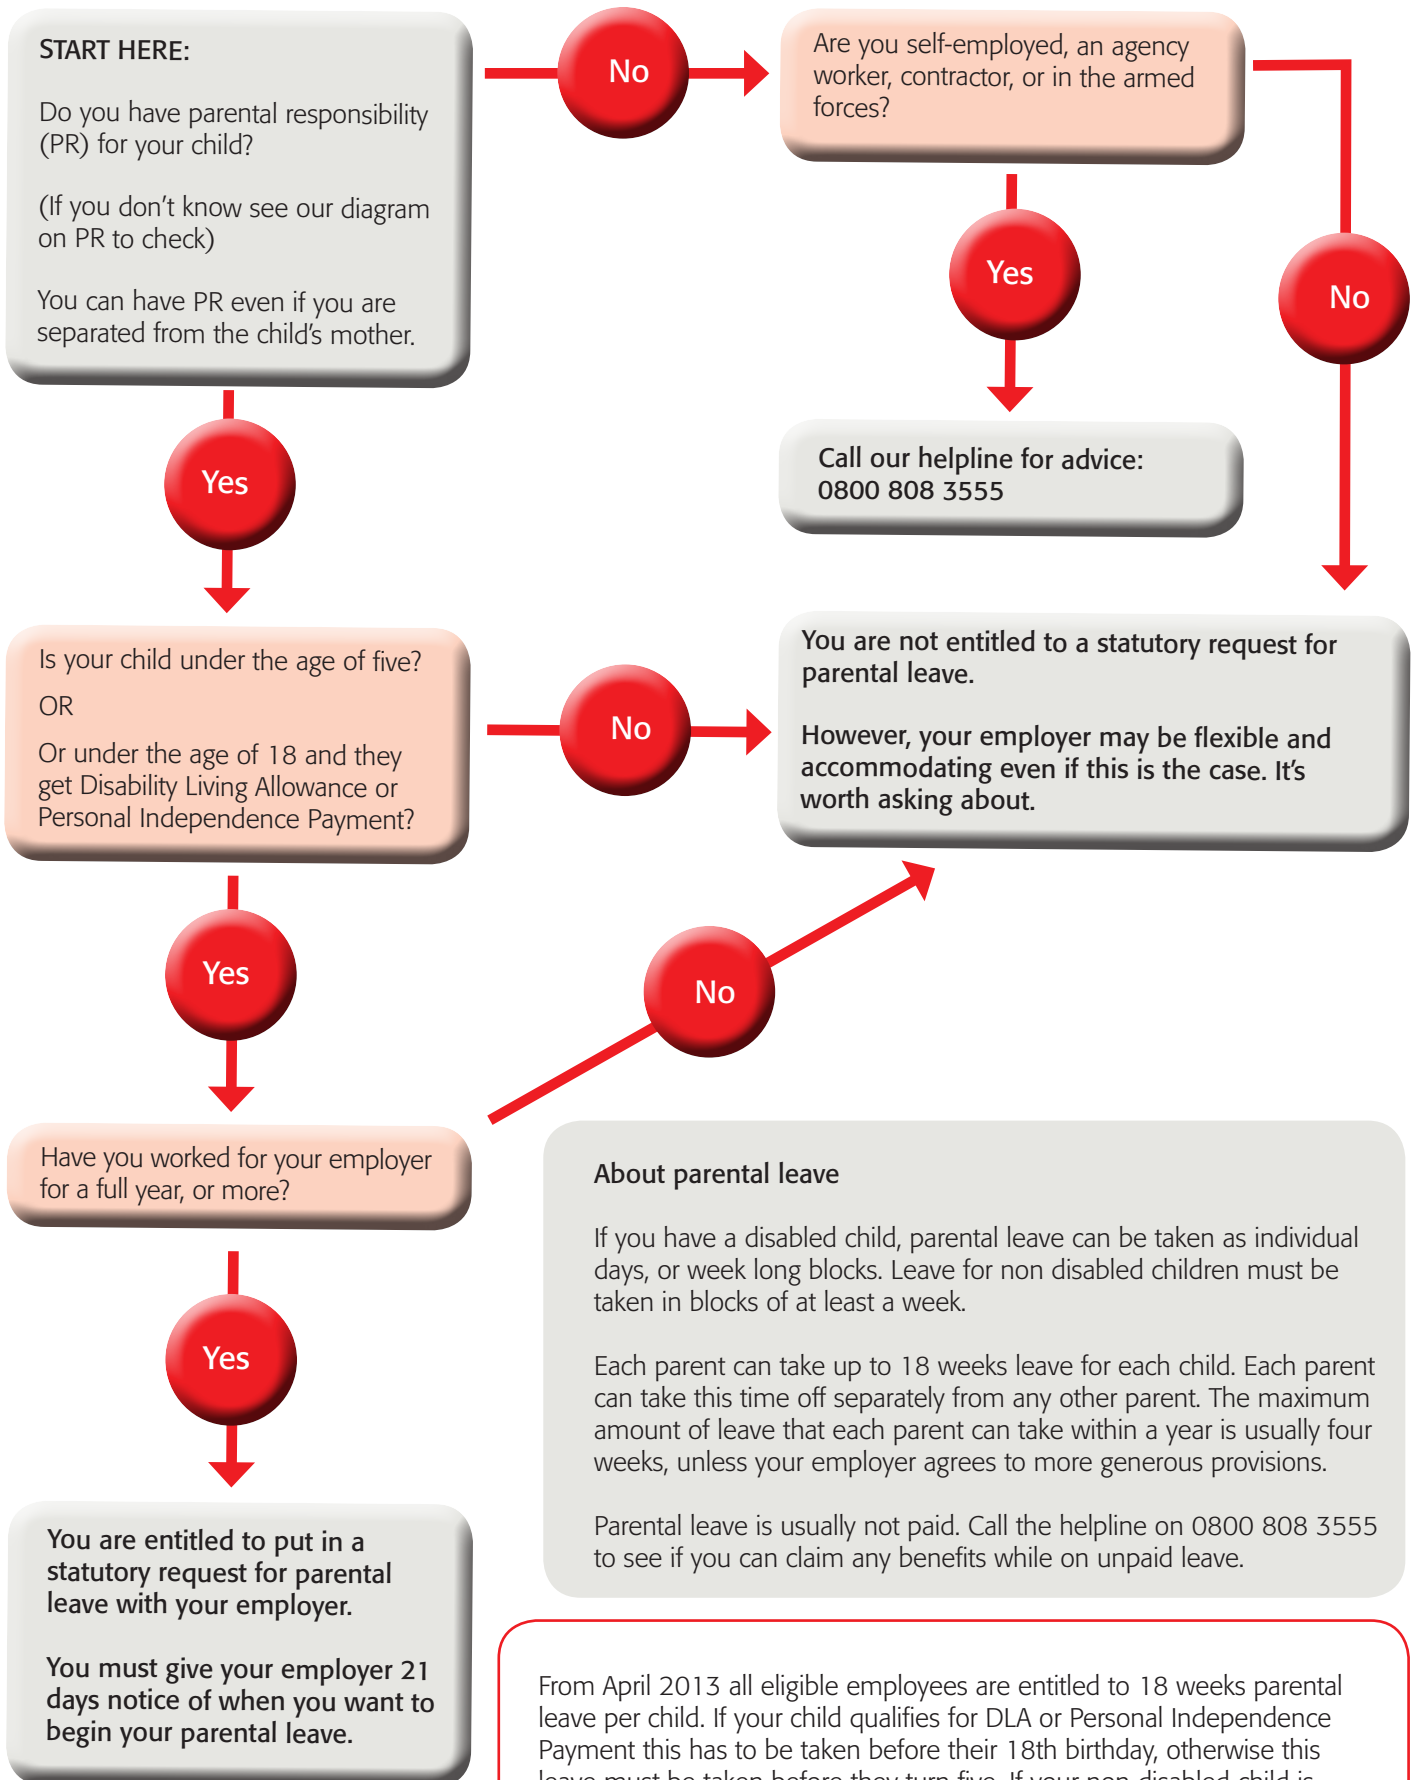 START HERE:
Do you have parental responsibility
(PR) for your child?
(If you don't know see our diagram
on PR to check)
You can have PR even if you are
separated from the child's mother.
No
Are you self-employed, an agency
worker, contractor, or in the armed
forces?
Yes
No
Call our helpline for advice:
0800 808 3555
Yes
Is your child under the age of five?
OR
Or under the age of 18 and they
get Disability Living Allowance or
Personal Independence Payment?
No
You are not entitled to a statutory request for
parental leave.
However, your employer may be flexible and
accommodating even if this is the case. It's
worth asking about.
Yes
No
Have you worked for your employer
for a full year, or more?
Yes
You are entitled to put in a
statutory request for parental
leave with your employer.
You must give your employer 21
days notice of when you want to
begin your parental leave.
About parental leave
If you have a disabled child, parental leave can be taken as individual
days, or week long blocks. Leave for non disabled children must be
taken in blocks of at least a week.
Each parent can take up to 18 weeks leave for each child. Each parent
can take this time off separately from any other parent. The maximum
amount of leave that each parent can take within a year is usually four
weeks, unless your employer agrees to more generous provisions.
Parental leave is usually not paid. Call the helpline on 0800 808 3555
to see if you can claim any benefits while on unpaid leave.
From April 2013 all eligible employees are entitled to 18 weeks parental
leave per child. If your child qualifies for DLA or Personal Independence
Payment this has to be taken before their 18th birthday, otherwise this
leave must be taken before they turn five. If your non disabled child is